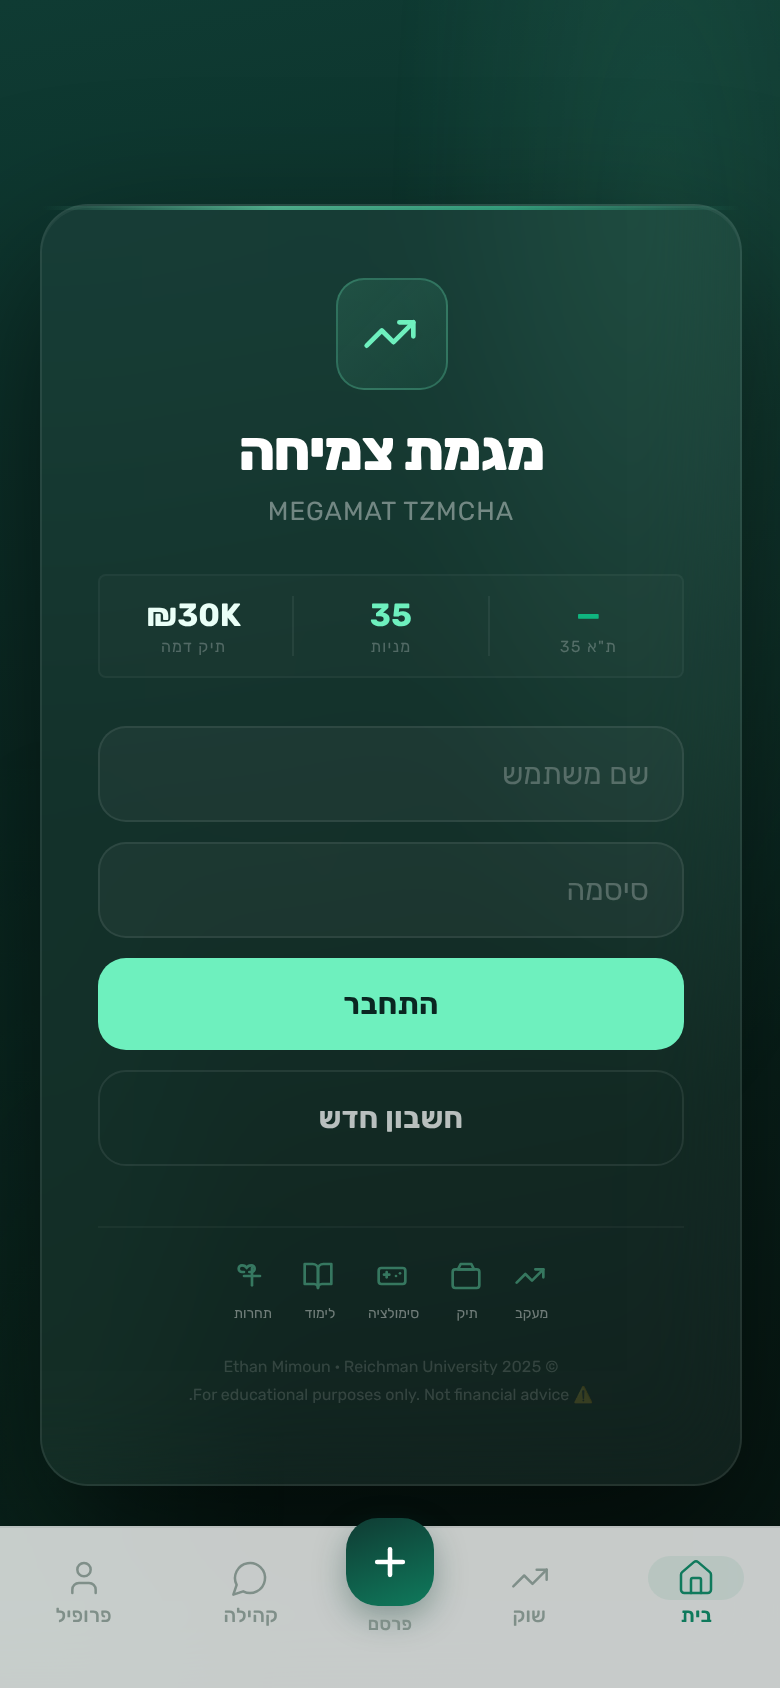 מגמת צמיחה
MEGAMAT TZMCHA
— 35 ₪30K
ת"א 35 מניות תיק דמה
שם משתמש
סיסמה
התחבר
חשבון חדש
מעקב תיק סימולציה לימוד תחרות
© 2025 Ethan Mimoun · Reichman University
⚠️ For educational purposes only. Not financial advice.
בית שוק פרסם קהילה פרופיל